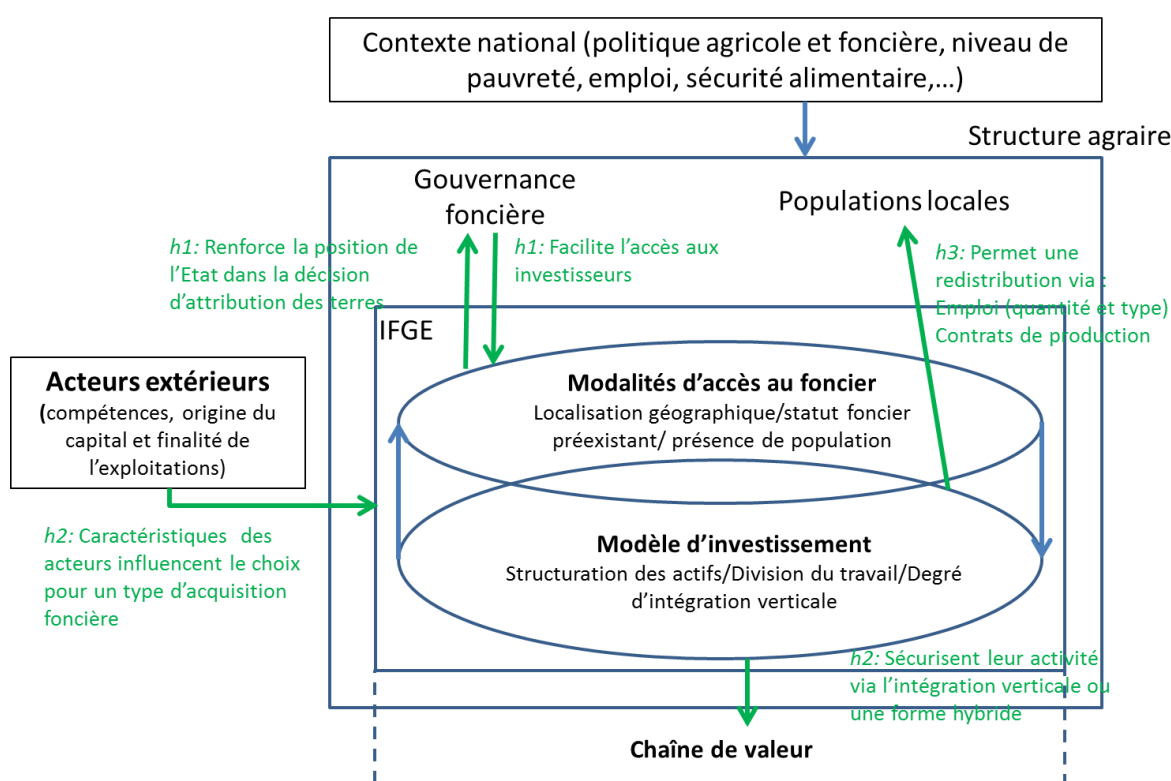 Contexte national (politique agricole et foncière, niveau de
pauvreté, emploi, sécurité alimentaire,…)
Structure agraire
Gouvernance
foncière
Populations locales
h1: Renforce la position de
l’Etat dans la décision
d’attribution des terres
h1: Facilite l’accès aux
investisseurs
h3: Permet une
redistribution via :
Emploi (quantité et type)
Contrats de production
IFGE
Acteurs extérieurs
(compétences, origine du
capital et finalité de
l’exploitations)
Modalités d’accès au foncier
Localisation géographique/statut foncier
préexistant/ présence de population
h2: Caractéristiques des
acteurs influencent le choix
pour un type d’acquisition
foncière
Modèle d’investissement
Structuration des actifs/Division du travail/Degré
d’intégration verticale
h2: Sécurisent leur activité
via l’intégration verticale ou
une forme hybride
Chaîne de valeur